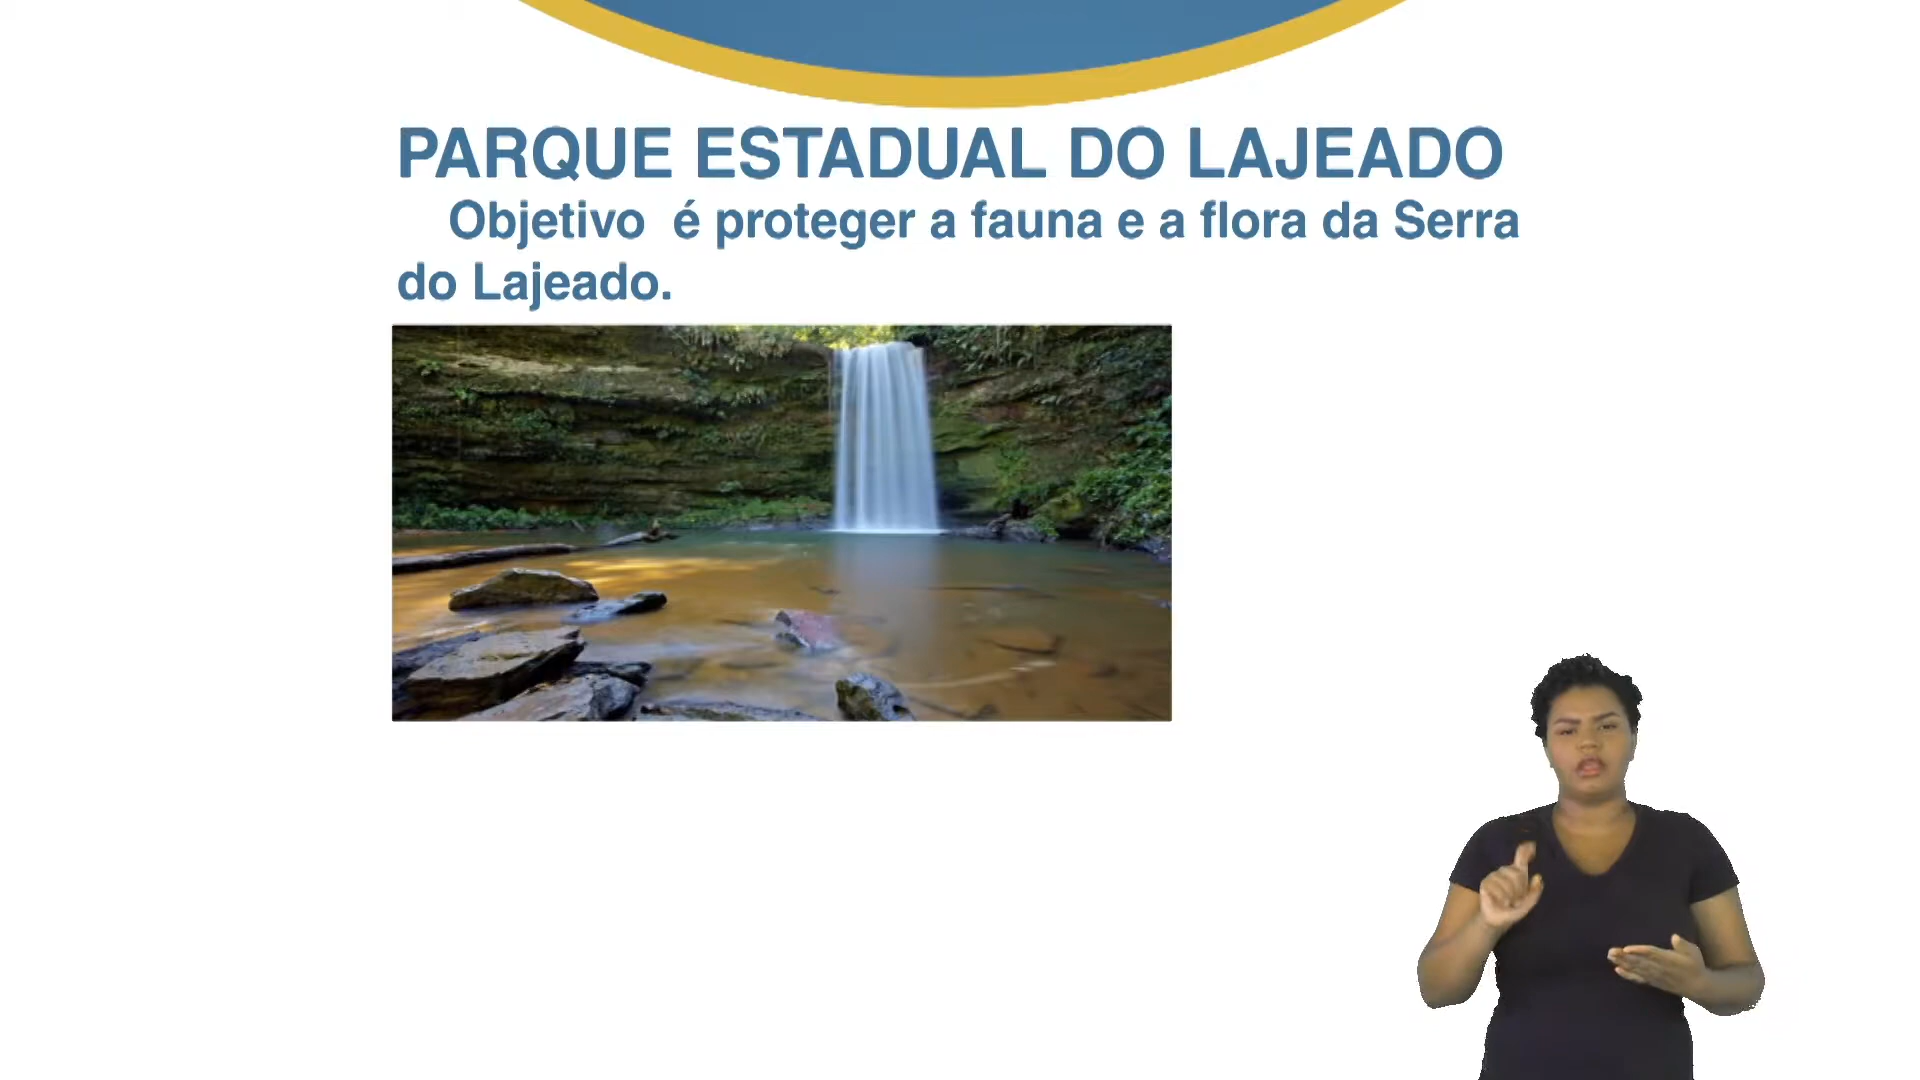 PARQUE ESTADUAL DO LAJEADO
Objetivo é proteger a fauna e a flora da Serra
do Lajeado.